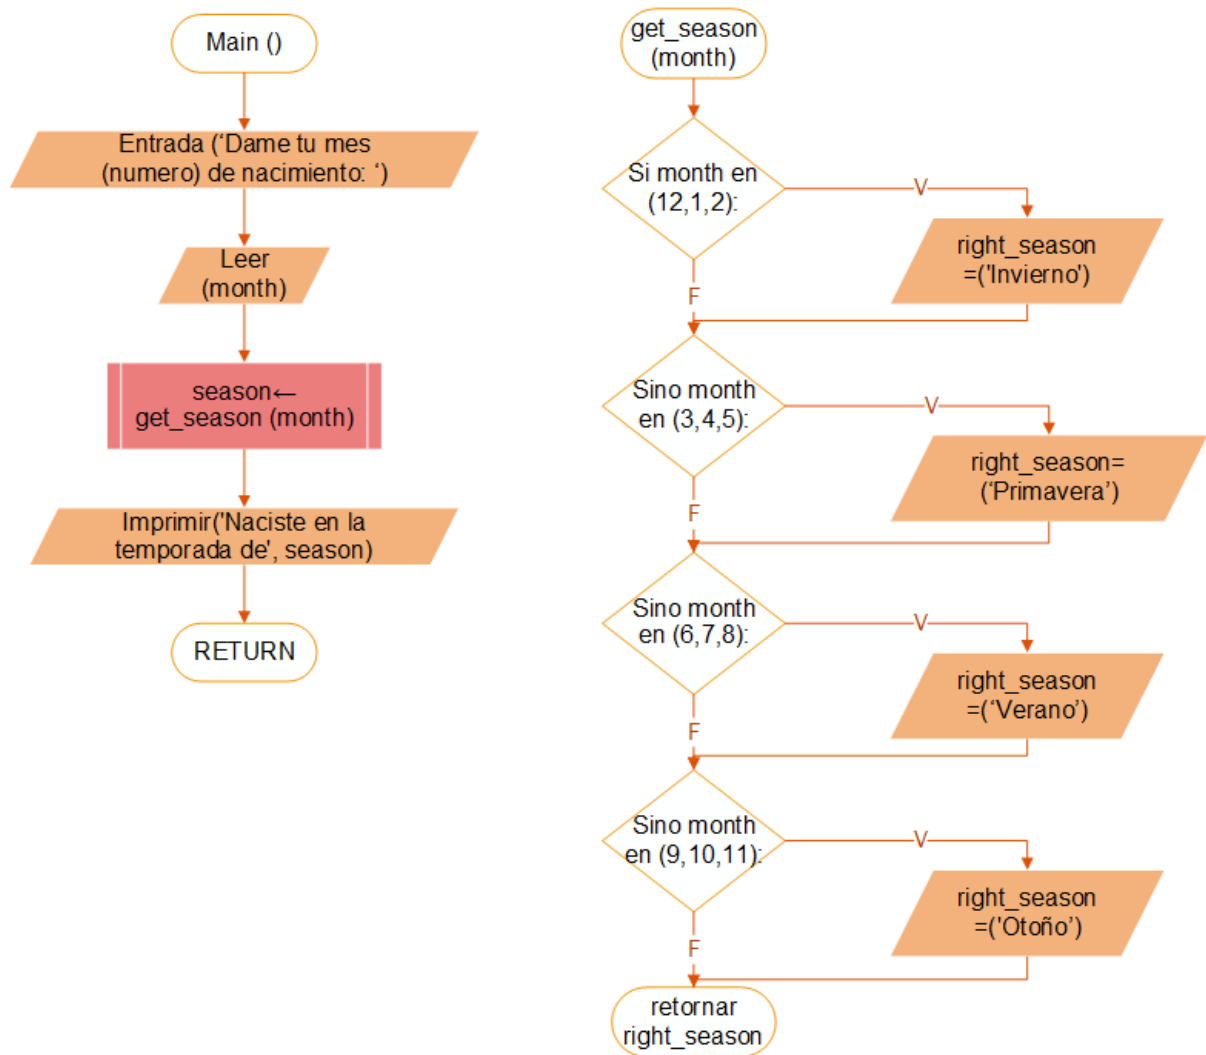 Main ()
Entrada (‘Dame tu mes
(numero) de nacimiento: ‘)
Leer
(month)
season←
get_season (month)
Imprimir('Naciste en la
temporada de', season)
RETURN
get_season
(month)
Si month en
(12,1,2):
V
right_season
=('Invierno')
F
Sino month
en (3,4,5):
V
right_season=
(‘Primavera’)
F
Sino month
en (6,7,8):
V
right_season
=(‘Verano’)
F
Sino month
en (9,10,11):
V
right_season
=('Otoño’)
F
retornar
right_season